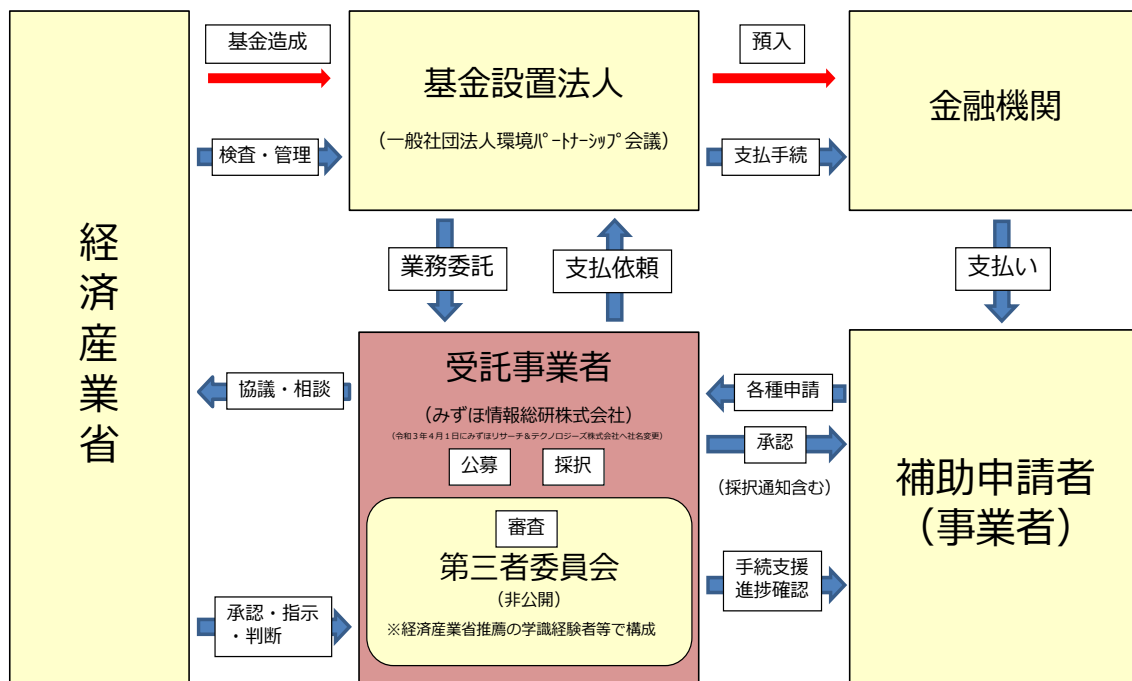 経済産業省
基金造成
検査・管理
基金設置法人
(一般社団法人環境ﾊﾟｰﾄﾅｰｼｯﾌﾟ会議)
預入
支払手続
金融機関
業務委託
支払依頼
支払い
協議・相談
承認・指示
・判断
受託事業者
(みずほ情報総研株式会社)
(令和３年４月１日にみずほリサーチ＆テクノロジーズ株式会社へ社名変更)
公募
採択
審査
第三者委員会
(非公開)
※経済産業省推薦の学識経験者等で構成
各種申請
承認
(採択通知含む)
手続支援
進捗確認
補助申請者
（事業者）